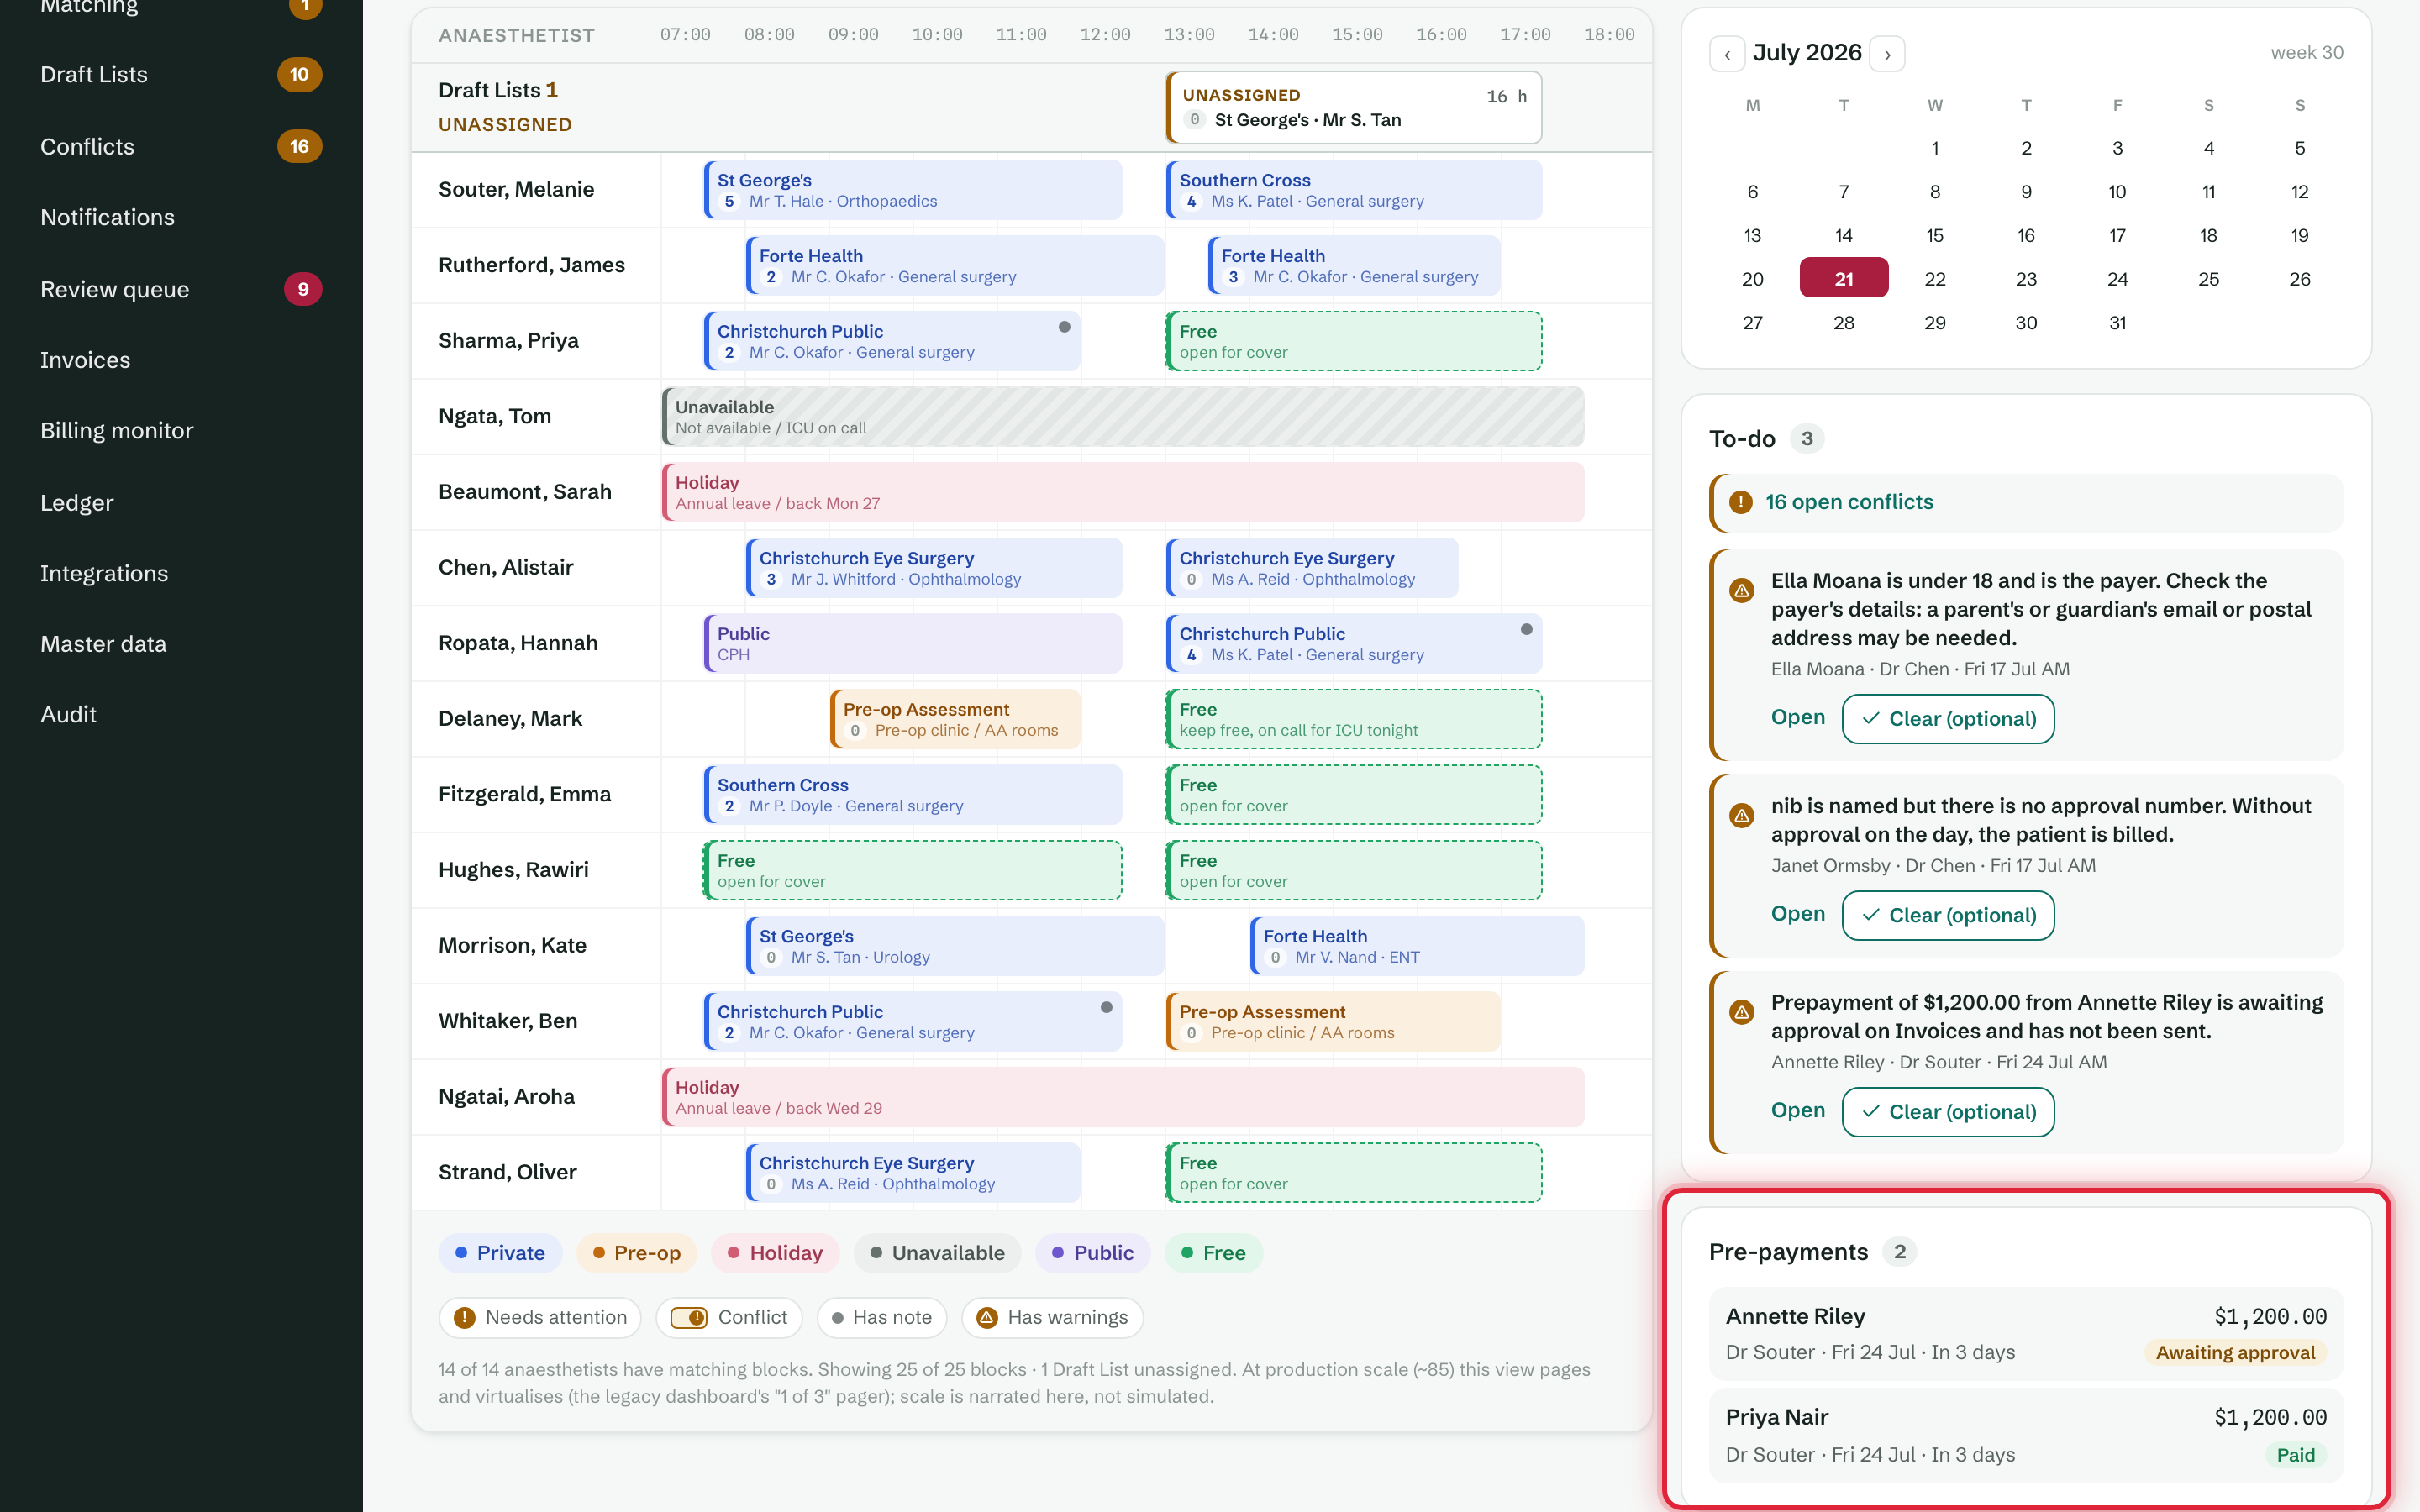 Matching 1
Draft Lists 10
Conflicts 16
Notifications
Review queue 9
Invoices
Billing monitor
Ledger
Integrations
Master data
Audit
ANAESTHETIST 07:00 08:00 09:00 10:00 11:00 12:00 13:00 14:00 15:00 16:00 17:00 18:00
Draft Lists 1
UNASSIGNED
UNASSIGNED 16 h
0 St George's · Mr S. Tan
Souter, Melanie
St George's
5 Mr T. Hale · Orthopaedics
Southern Cross
4 Ms K. Patel · General surgery
Rutherford, James
Forte Health
2 Mr C. Okafor · General surgery
Forte Health
3 Mr C. Okafor · General surgery
Sharma, Priya
Christchurch Public
2 Mr C. Okafor · General surgery
Free
open for cover
Ngata, Tom
Unavailable
Not available / ICU on call
Beaumont, Sarah
Holiday
Annual leave / back Mon 27
Chen, Alistair
Christchurch Eye Surgery
3 Mr J. Whitford · Ophthalmology
Christchurch Eye Surgery
0 Ms A. Reid · Ophthalmology
Ropata, Hannah
Public
CPH
Christchurch Public
4 Ms K. Patel · General surgery
Delaney, Mark
Pre-op Assessment
0 Pre-op clinic / AA rooms
Free
keep free, on call for ICU tonight
Fitzgerald, Emma
Southern Cross
2 Mr P. Doyle · General surgery
Free
open for cover
Hughes, Rawiri
Free
open for cover
Free
open for cover
Morrison, Kate
St George's
0 Mr S. Tan · Urology
Forte Health
0 Mr V. Nand · ENT
Whitaker, Ben
Christchurch Public
2 Mr C. Okafor · General surgery
Pre-op Assessment
0 Pre-op clinic / AA rooms
Ngatai, Aroha
Holiday
Annual leave / back Wed 29
Strand, Oliver
Christchurch Eye Surgery
0 Ms A. Reid · Ophthalmology
Free
open for cover
Private Pre-op Holiday Unavailable Public Free
Needs attention Conflict Has note Has warnings
14 of 14 anaesthetists have matching blocks. Showing 25 of 25 blocks · 1 Draft List unassigned. At production scale (~85) this view pages
and virtualises (the legacy dashboard's "1 of 3" pager); scale is narrated here, not simulated.
‹ July 2026 › week 30
M T W T F S S
1 2 3 4 5
6 7 8 9 10 11 12
13 14 15 16 17 18 19
20 21 22 23 24 25 26
27 28 29 30 31
To-do 3
16 open conflicts
Ella Moana is under 18 and is the payer. Check the
payer's details: a parent's or guardian's email or postal
address may be needed.
Ella Moana · Dr Chen · Fri 17 Jul AM
Open ✓ Clear (optional)
nib is named but there is no approval number. Without
approval on the day, the patient is billed.
Janet Ormsby · Dr Chen · Fri 17 Jul AM
Open ✓ Clear (optional)
Prepayment of $1,200.00 from Annette Riley is awaiting
approval on Invoices and has not been sent.
Annette Riley · Dr Souter · Fri 24 Jul AM
Open ✓ Clear (optional)
Pre-payments 2
Annette Riley $1,200.00
Dr Souter · Fri 24 Jul · In 3 days Awaiting approval
Priya Nair $1,200.00
Dr Souter · Fri 24 Jul · In 3 days Paid